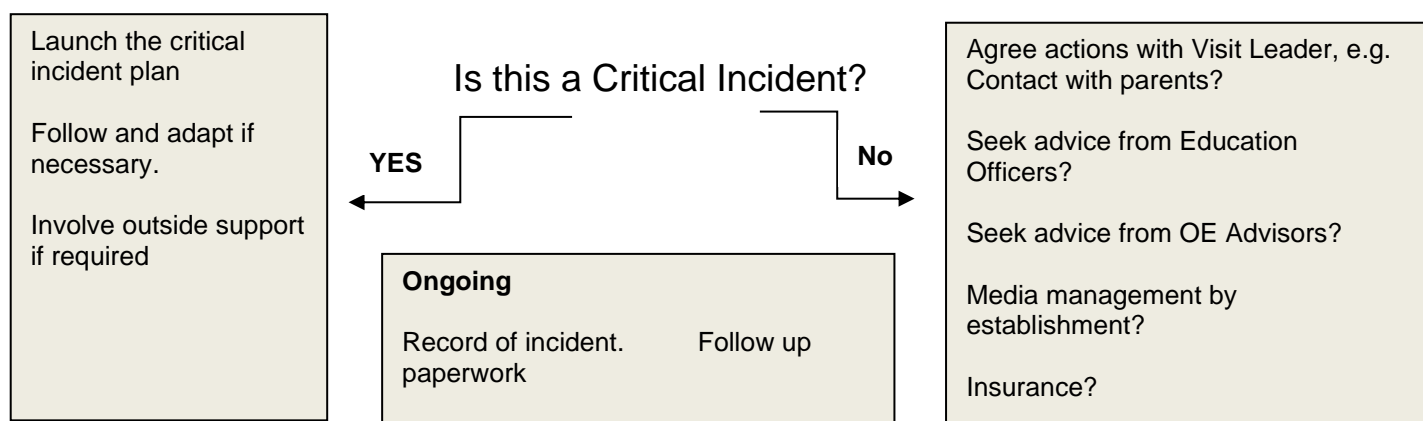 Launch the critical
incident plan
Follow and adapt if
necessary.
Involve outside support
if required
Is this a Critical Incident?
YES
No
Ongoing
Record of incident. Follow up
paperwork
Agree actions with Visit Leader, e.g.
Contact with parents?
Seek advice from Education
Officers?
Seek advice from OE Advisors?
Media management by
establishment?
Insurance?